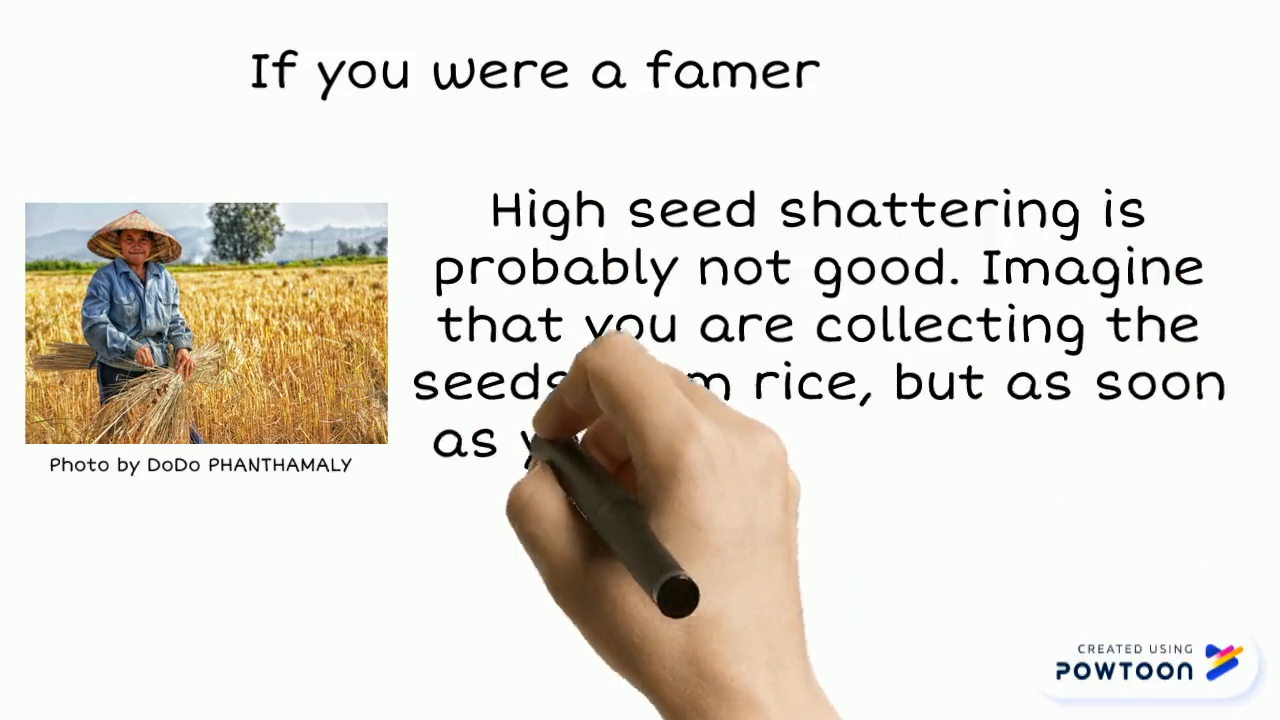 If you were a famer
High seed shattering is
probably not good. Imagine
that you are collecting the
seeds rice, but as soon
as
Photo by DoDo PHANTHAMALY
CREATED USING
POWTOON